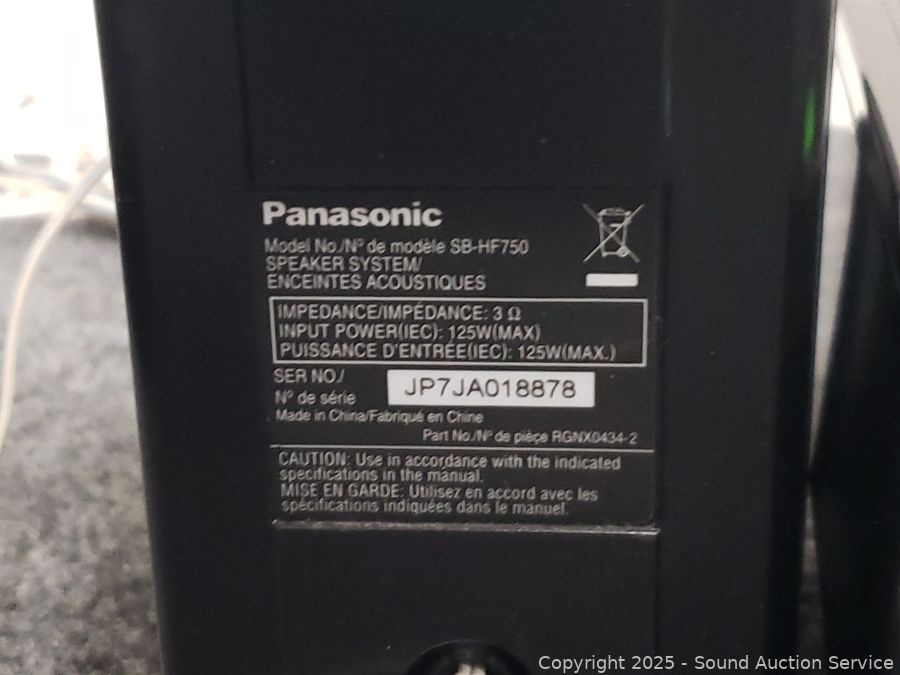 Panasonic
Model No./Nº de modèle SB-HF750
SPEAKER SYSTEM/
ENCEINTES ACOUSTIQUES
IMPEDANCE/IMPÉDANCE: 3 Ω
INPUT POWER(IEC): 125W(MAX)
PUISSANCE D'ENTRÉE(IEC): 125W(MAX.)
SER NO./
Nº de série
JP7JA018878
Made in China/Fabriqué en Chine
Part No./Nº de pièce RGNX0434-2
CAUTION: Use in accordance with the indicated
specifications in the manual.
MISE EN GARDE: Utilisez en accord avec les
spécifications indiquées dans le manuel.
Copyright 2025 - Sound Auction Service